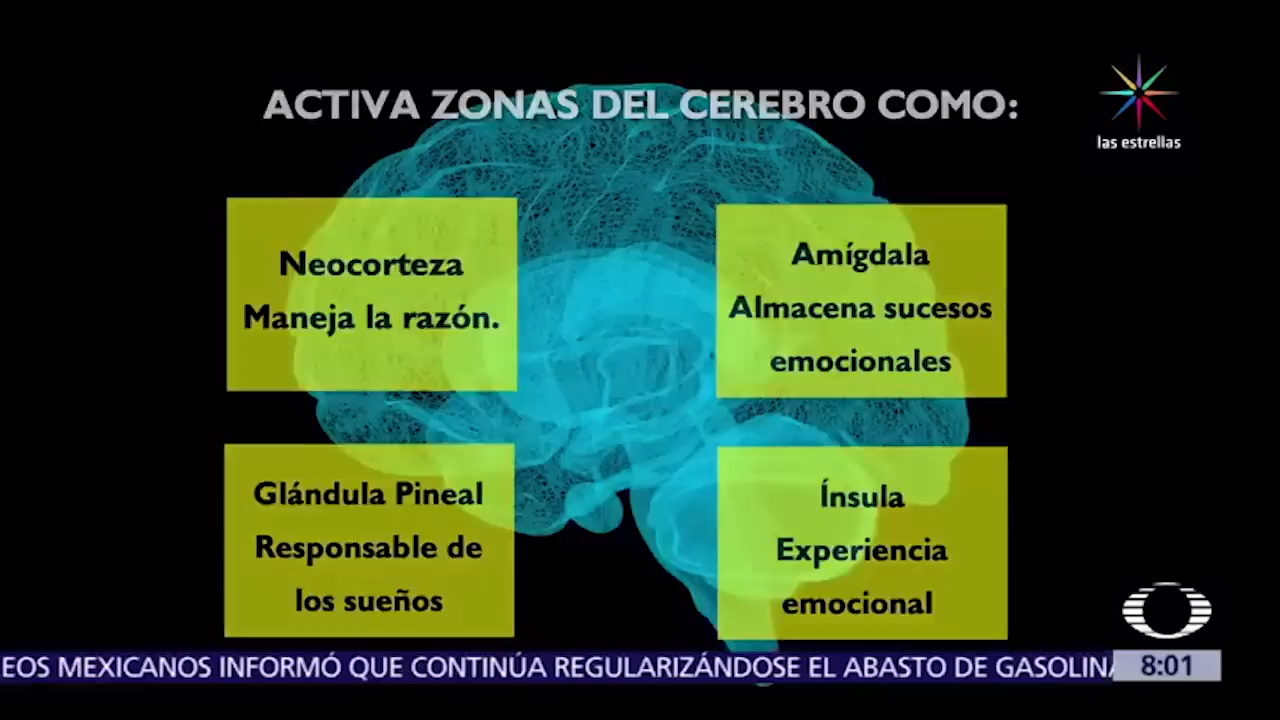 ACTIVA ZONAS DEL CEREBRO COMO:
las estrellas
Neocorteza
Maneja la razón.
Amígdala
Almacena sucesos
emocionales
Glándula Pineal
Responsable de
los sueños
Ínsula
Experiencia
emocional
EOS MEXICANOS INFORMÓ QUE CONTINÚA REGULARIZÁNDOSE EL ABASTO DE GASOLINA
8:01